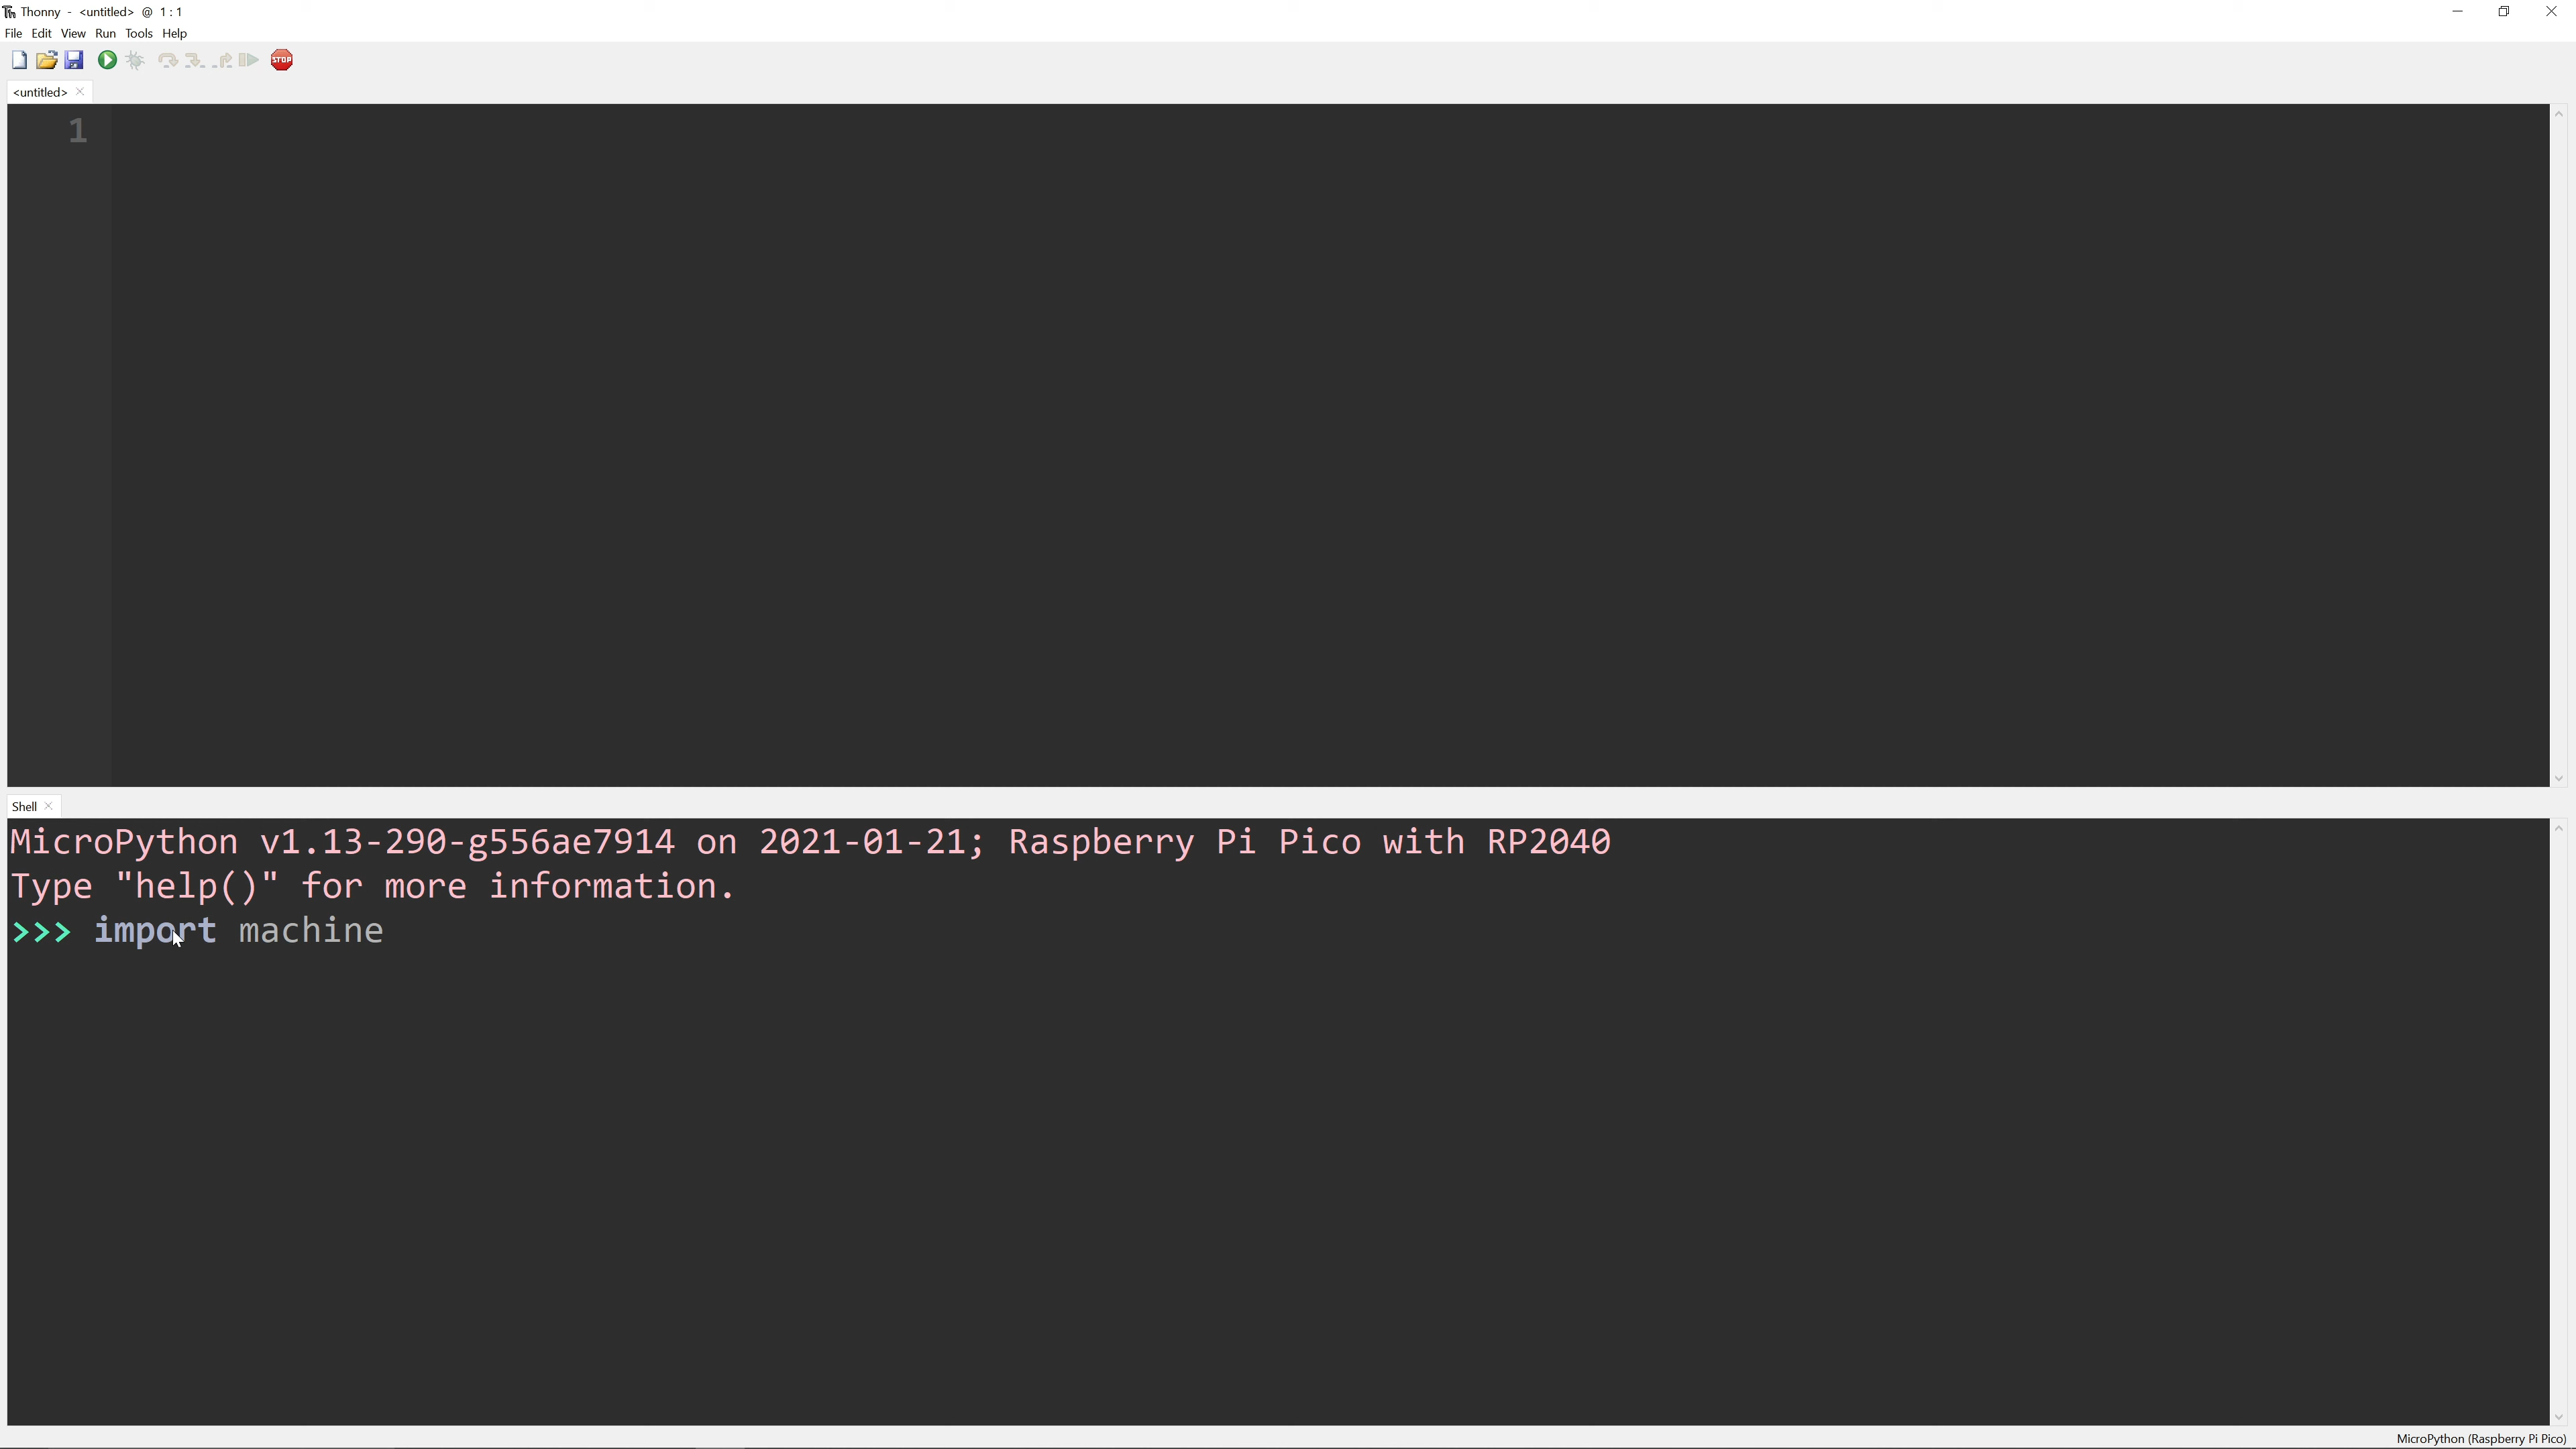 Thonny - <untitled> @ 1 : 1
File Edit View Run Tools Help
STOP
<untitled>
1
Shell
MicroPython v1.13-290-g556ae7914 on 2021-01-21; Raspberry Pi Pico with RP2040
Type "help()" for more information.
>>> import machine
MicroPython (Raspberry Pi Pico)